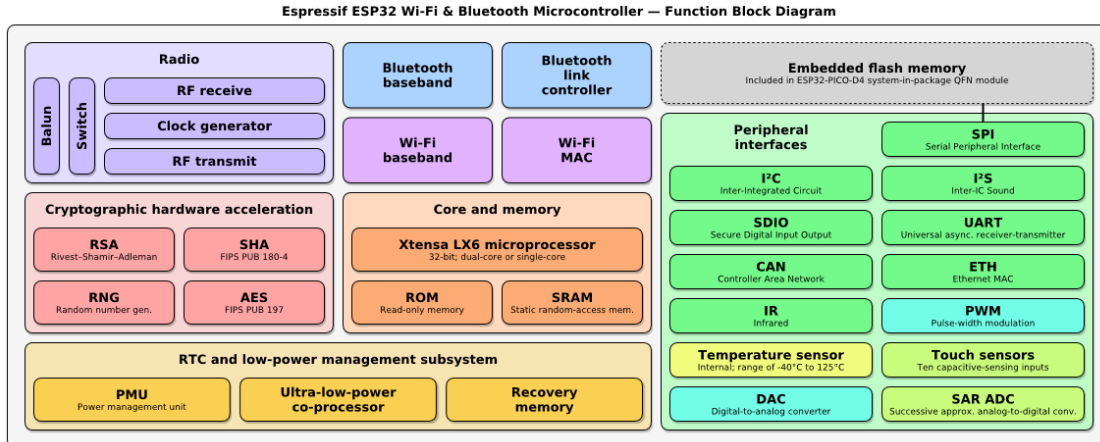 Espressif ESP32 Wi-Fi & Bluetooth Microcontroller — Function Block Diagram
Radio
Balun
Switch
RF receive
Clock generator
RF transmit
Bluetooth
baseband
Bluetooth
link
controller
Wi-Fi
baseband
Wi-Fi
MAC
Embedded flash memory
Included in ESP32-PICO-D4 system-in-package QFN module
Cryptographic hardware acceleration
RSA
Rivest–Shamir–Adleman
SHA
FIPS PUB 180-4
RNG
Random number gen.
AES
FIPS PUB 197
Core and memory
Xtensa LX6 microprocessor
32-bit; dual-core or single-core
ROM
Read-only memory
SRAM
Static random-access mem.
RTC and low-power management subsystem
PMU
Power management unit
Ultra-low-power
co-processor
Recovery
memory
Peripheral
interfaces
SPI
Serial Peripheral Interface
I²C
Inter-Integrated Circuit
I²S
Inter-IC Sound
SDIO
Secure Digital Input Output
UART
Universal async. receiver-transmitter
CAN
Controller Area Network
ETH
Ethernet MAC
IR
Infrared
PWM
Pulse-width modulation
Temperature sensor
Internal; range of -40°C to 125°C
Touch sensors
Ten capacitive-sensing inputs
DAC
Digital-to-analog converter
SAR ADC
Successive approx. analog-to-digital conv.